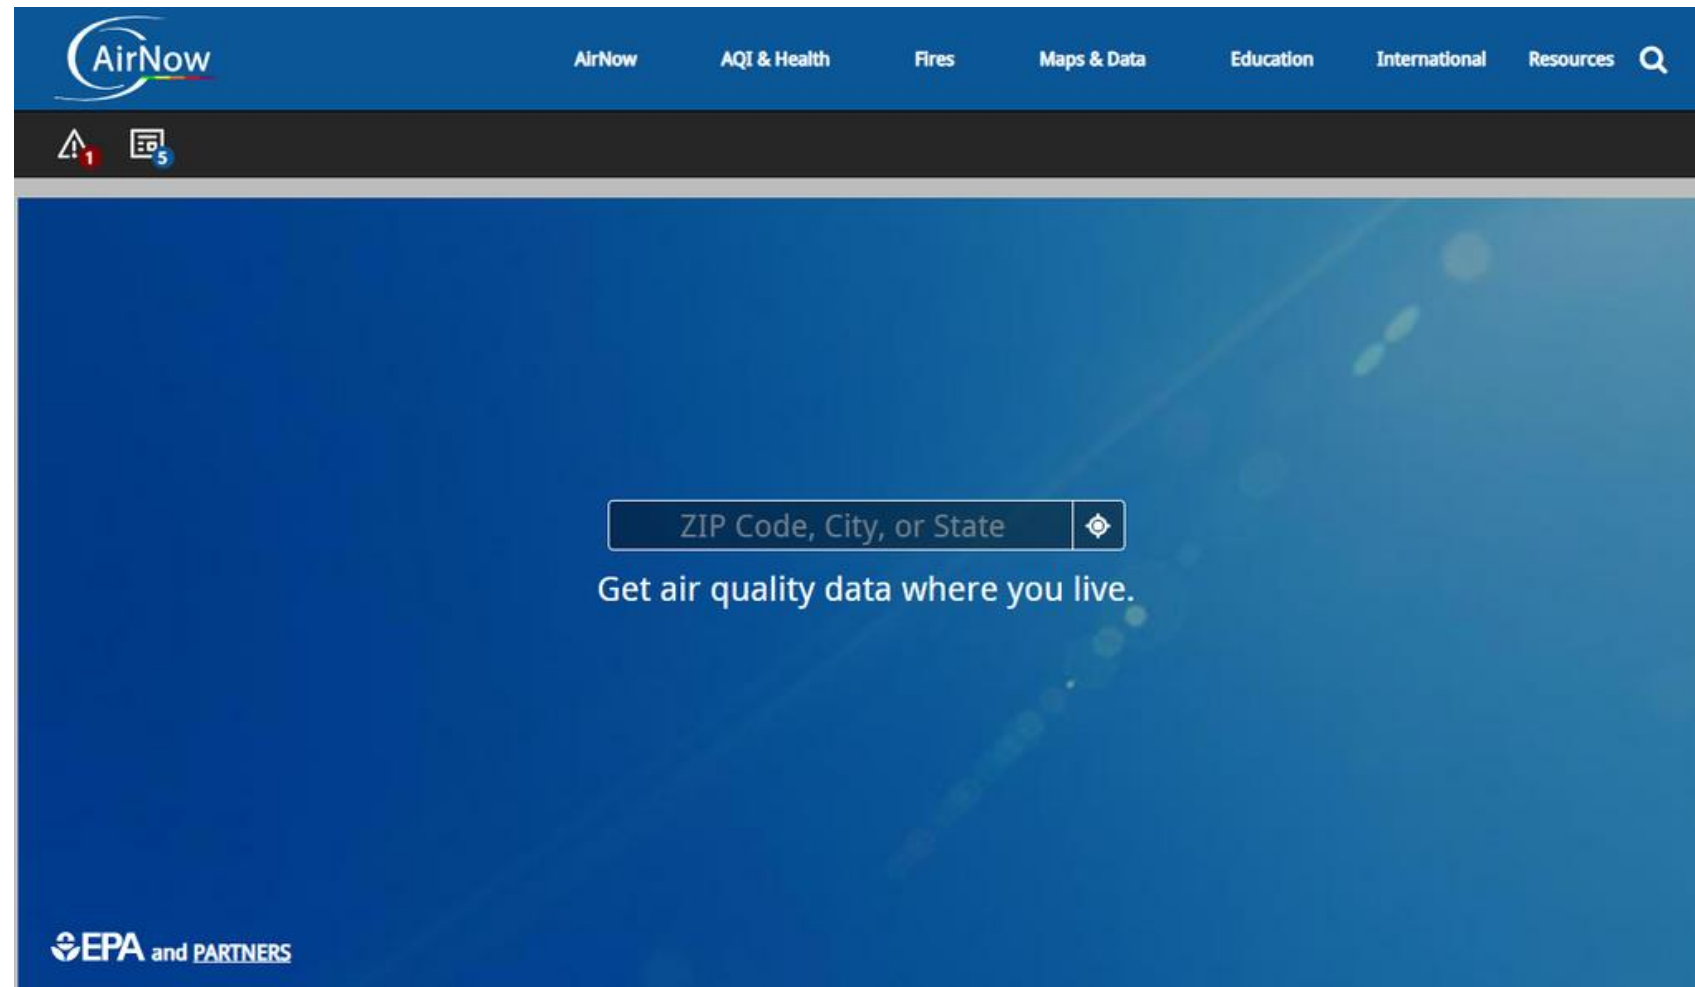 AirNow
AirNow AQI & Health Fires Maps & Data Education International Resources
1 5
ZIP Code, City, or State
Get air quality data where you live.
EPA and PARTNERS